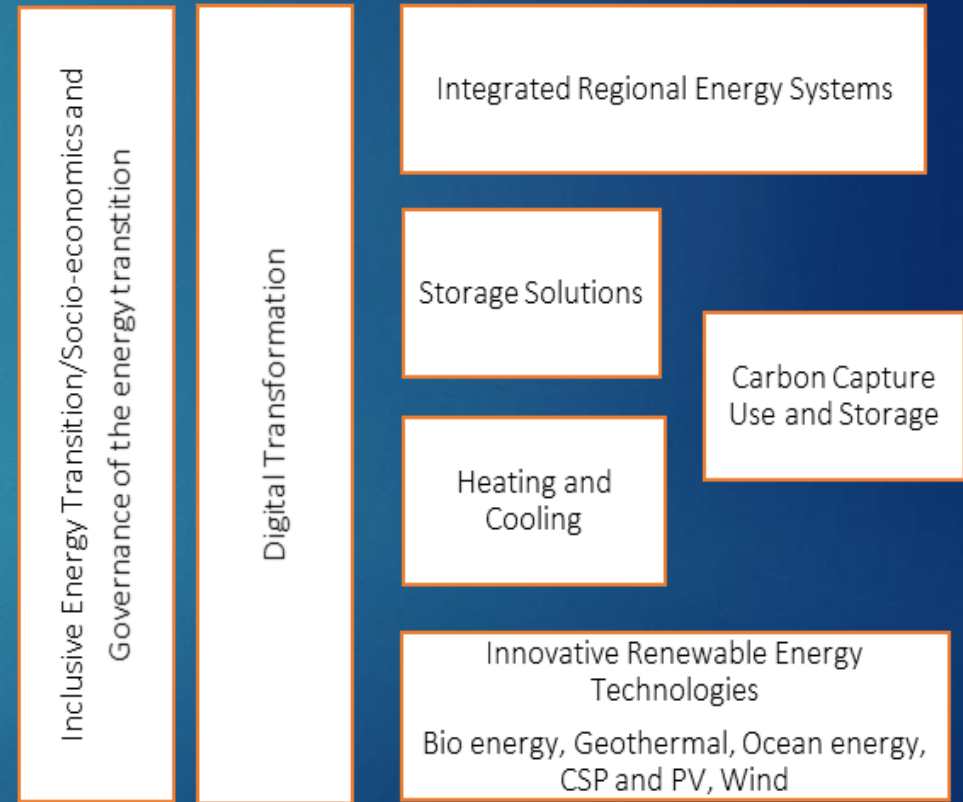 Inclusive Energy Transition/Socio-economics and
Governance of the energy transtition
Digital Transformation
Integrated Regional Energy Systems
Storage Solutions
Carbon Capture
Use and Storage
Heating and
Cooling
Innovative Renewable Energy
Technologies
Bio energy, Geothermal, Ocean energy,
CSP and PV, Wind